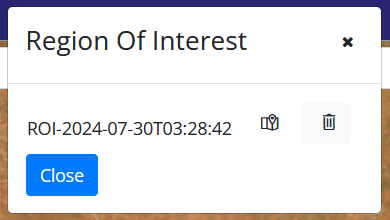 Region Of Interest
ROI-2024-07-30T03:28:42
Close